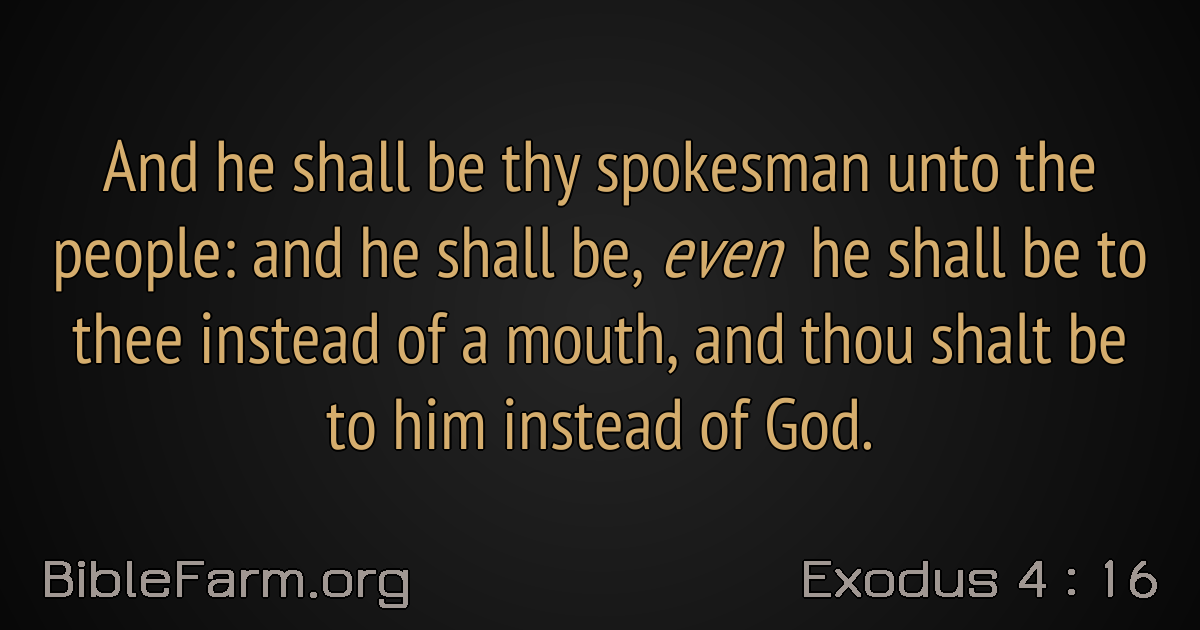 And he shall be thy spokesman unto the
people: and he shall be, even he shall be to
thee instead of a mouth, and thou shalt be
to him instead of God.
BibleFarm.org
Exodus 4 : 16